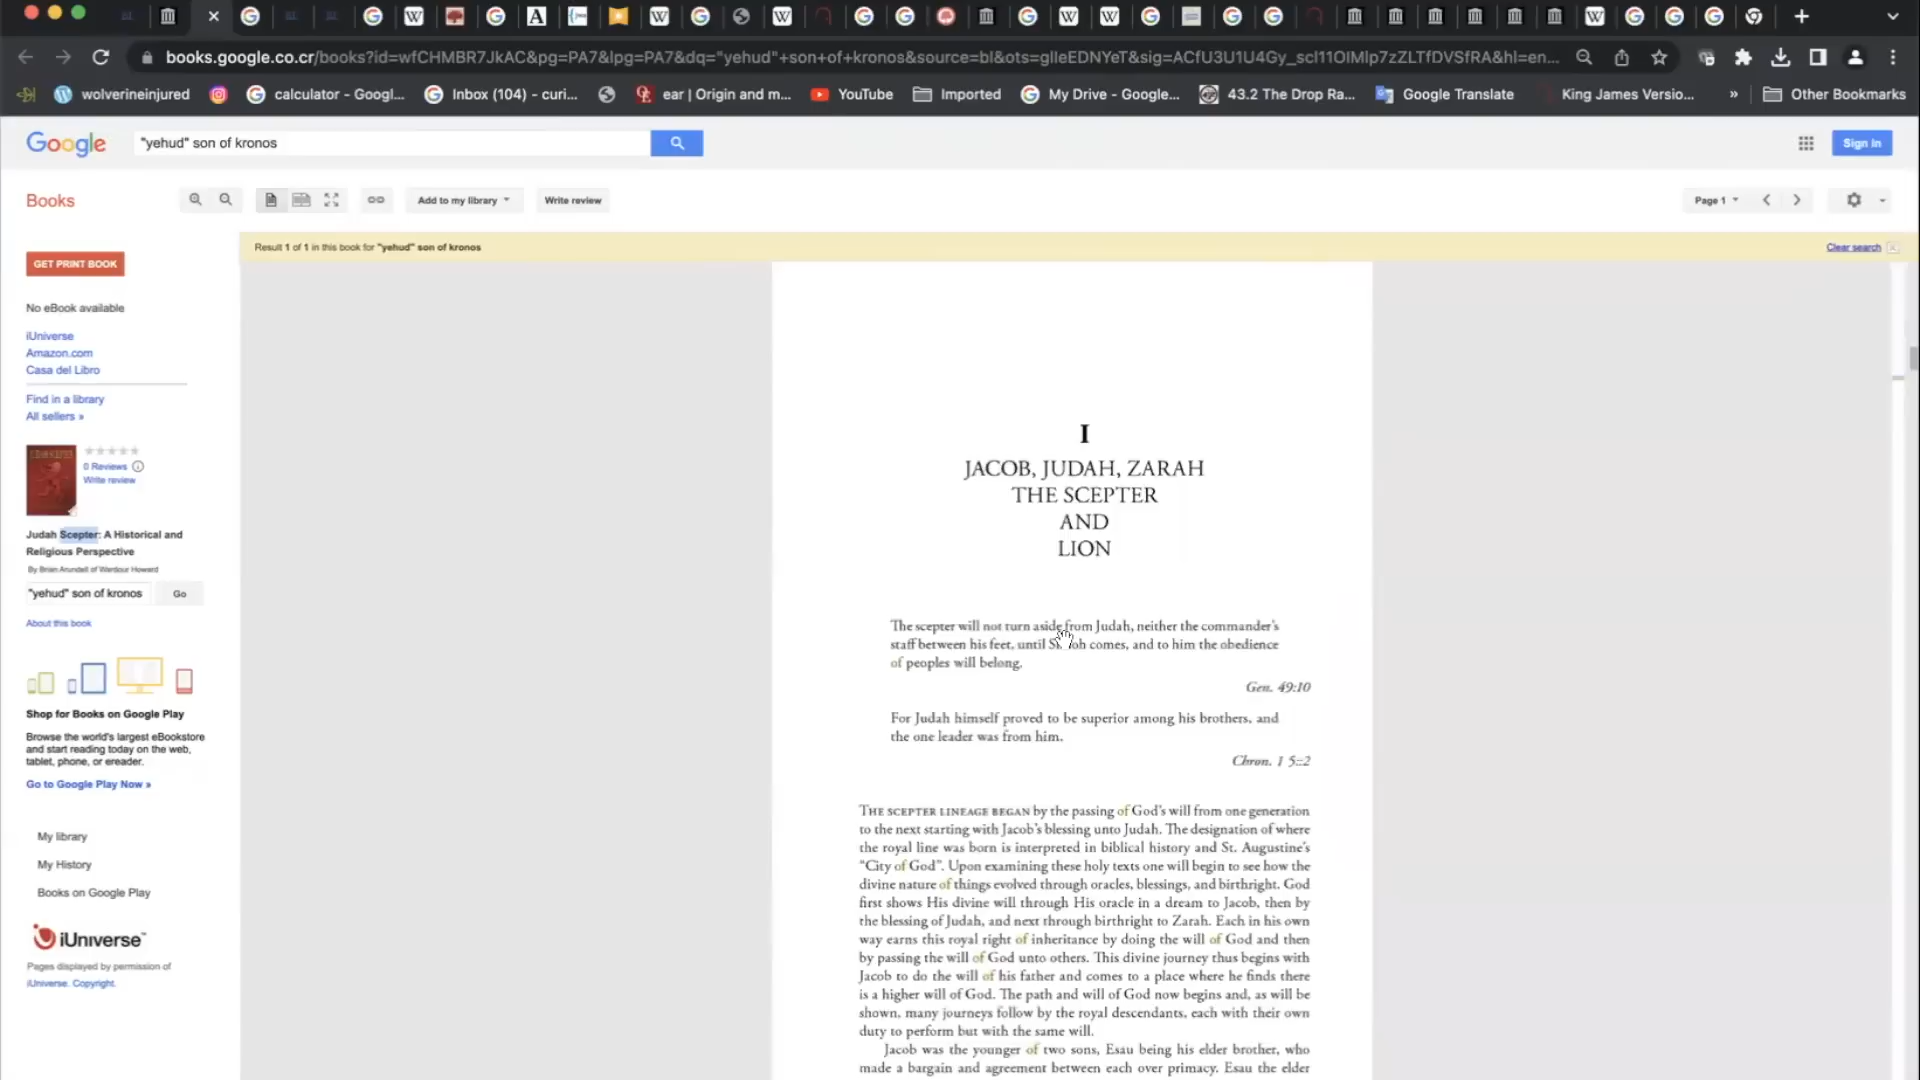 books.google.co.cr/books?id=wfCHMBR7JkAC&pg=PA7&lpg=PA7&dq="yehud"+son+of+kronos&source=bl&ots=glleEDNYeT&sig=ACfU3U1U4Gy_scl11OIMlp7zZLTfDVSfRA&hl=en...
wolverineinjured
calculator - Googl...
Inbox (104) - curi...
ear | Origin and m...
YouTube
Imported
My Drive - Google...
43.2 The Drop Ra...
Google Translate
King James Versio...
»
Other Bookmarks
Google
"yehud" son of kronos
Sign in
Books
Add to my library
Write review
Page 1
Result 1 of 1 in this book for "yehud" son of kronos
Clear search
GET PRINT BOOK
No eBook available
iUniverse
Amazon.com
Casa del Libro
Find in a library
All sellers »
0 Reviews
Write review
Judah Scepter: A Historical and
Religious Perspective
By Brian Arundell of Wardour Howard
"yehud" son of kronos
Go
About this book
Shop for Books on Google Play
Browse the world's largest eBookstore
and start reading today on the web,
tablet, phone, or ereader.
Go to Google Play Now »
My library
My History
Books on Google Play
iUniverse™
Pages displayed by permission of
iUniverse. Copyright.
I
JACOB, JUDAH, ZARAH
THE SCEPTER
AND
LION
The scepter will not turn aside from Judah, neither the commander's
staff between his feet, until comes, and to him the obedience
of peoples will belong.
Gen. 49:10
For Judah himself proved to be superior among his brothers, and
the one leader was from him.
Chron. 1 5:2
THE SCEPTER LINEAGE BEGAN by the passing of God's will from one generation
to the next starting with Jacob's blessing unto Judah. The designation of where
the royal line was born is interpreted in biblical history and St. Augustine's
"City of God". Upon examining these holy texts one will begin to see how the
divine nature of things evolved through oracles, blessings, and birthright. God
first shows His divine will through His oracle in a dream to Jacob, then by
the blessing of Judah, and next through birthright to Zarah. Each in his own
way earns this royal right of inheritance by doing the will of God and then
by passing the will of God unto others. This divine journey thus begins with
Jacob to do the will of his father and comes to a place where he finds there
is a higher will of God. The path and will of God now begins and, as will be
shown, many journeys follow by the royal descendants, each with their own
duty to perform but with the same will.
Jacob was the younger of two sons, Esau being his elder brother, who
made a bargain and agreement between each over primacy. Esau the elder